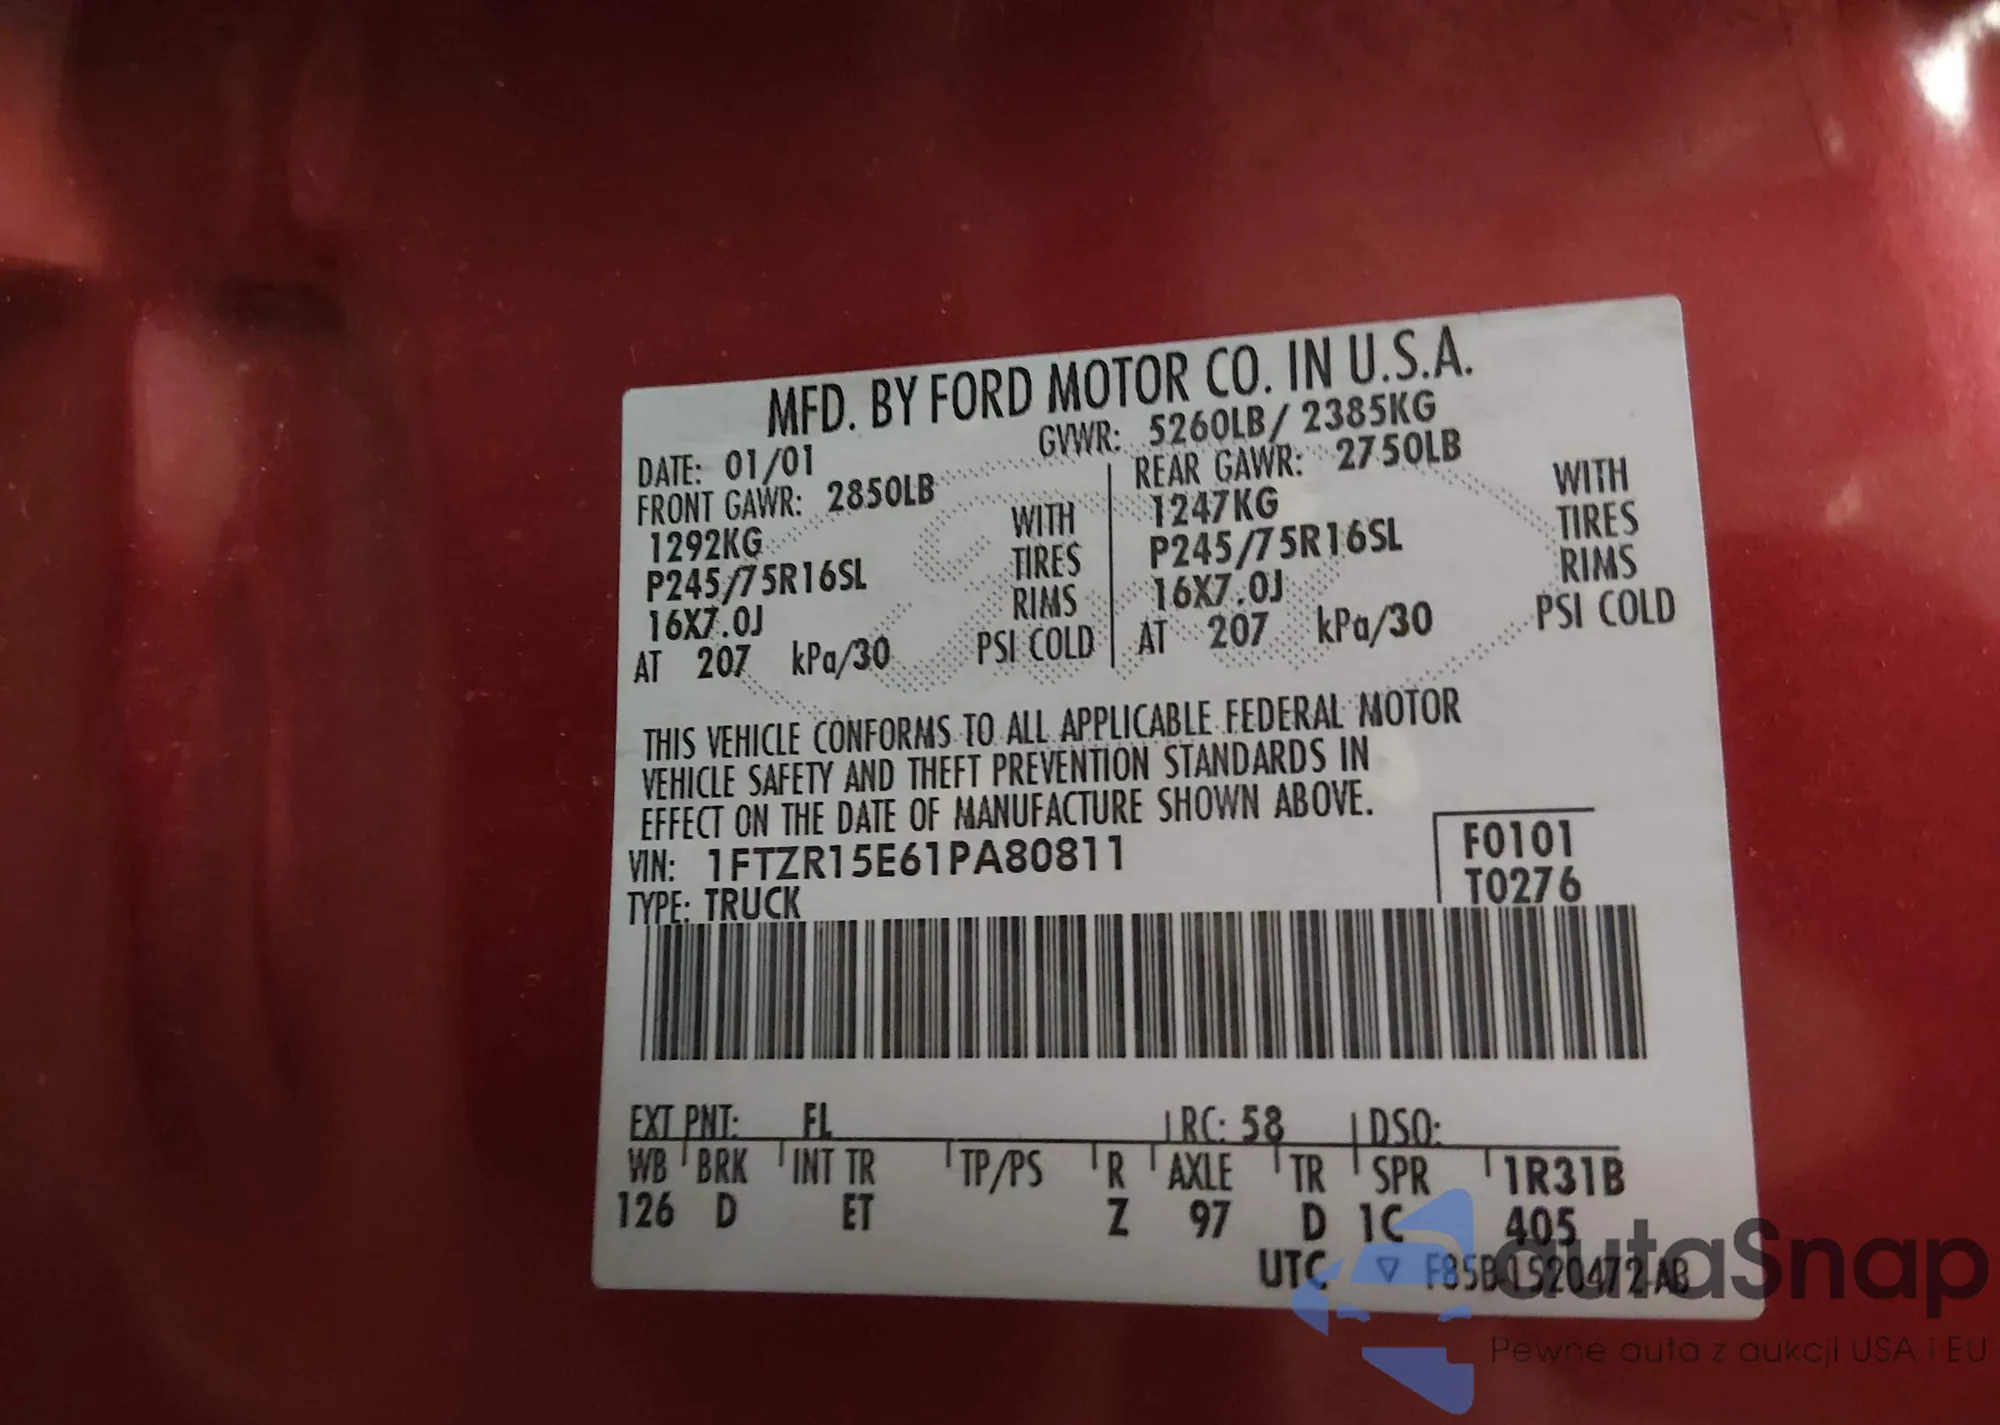 MFD. BY FORD MOTOR CO. IN U.S.A.
DATE: 01/01 GVWR: 5260LB/ 2385KG
FRONT GAWR: 2850LB REAR GAWR: 2750LB
1292KG WITH 1247KG WITH
P245/75R16SL TIRES P245/75R16SL TIRES
16X7.0J RIMS 16X7.0J RIMS
AT 207 kPa/30 PSI COLD AT 207 kPa/30 PSI COLD
THIS VEHICLE CONFORMS TO ALL APPLICABLE FEDERAL MOTOR
VEHICLE SAFETY AND THEFT PREVENTION STANDARDS IN
EFFECT ON THE DATE OF MANUFACTURE SHOWN ABOVE.
VIN: 1FTZR15E61PA80811 F0101
TYPE: TRUCK T0276
EXT PNT: FL RC: 58 DSO:
WB BRK INT TR TP/PS R AXLE TR SPR 1R31B
126 D ET Z 97 D 1C 405
UTC ▽ F85B-1520472-AB
autaSnap
Pewne auta z aukcji USA i EU